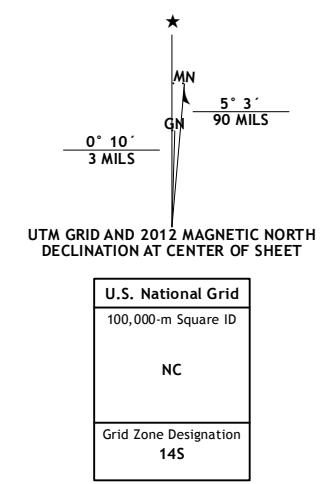 ★
MN
GN
5° 3´
90 MILS
0° 10´
3 MILS
UTM GRID AND 2012 MAGNETIC NORTH
DECLINATION AT CENTER OF SHEET
U.S. National Grid
100,000-m Square ID
NC
Grid Zone Designation
14S